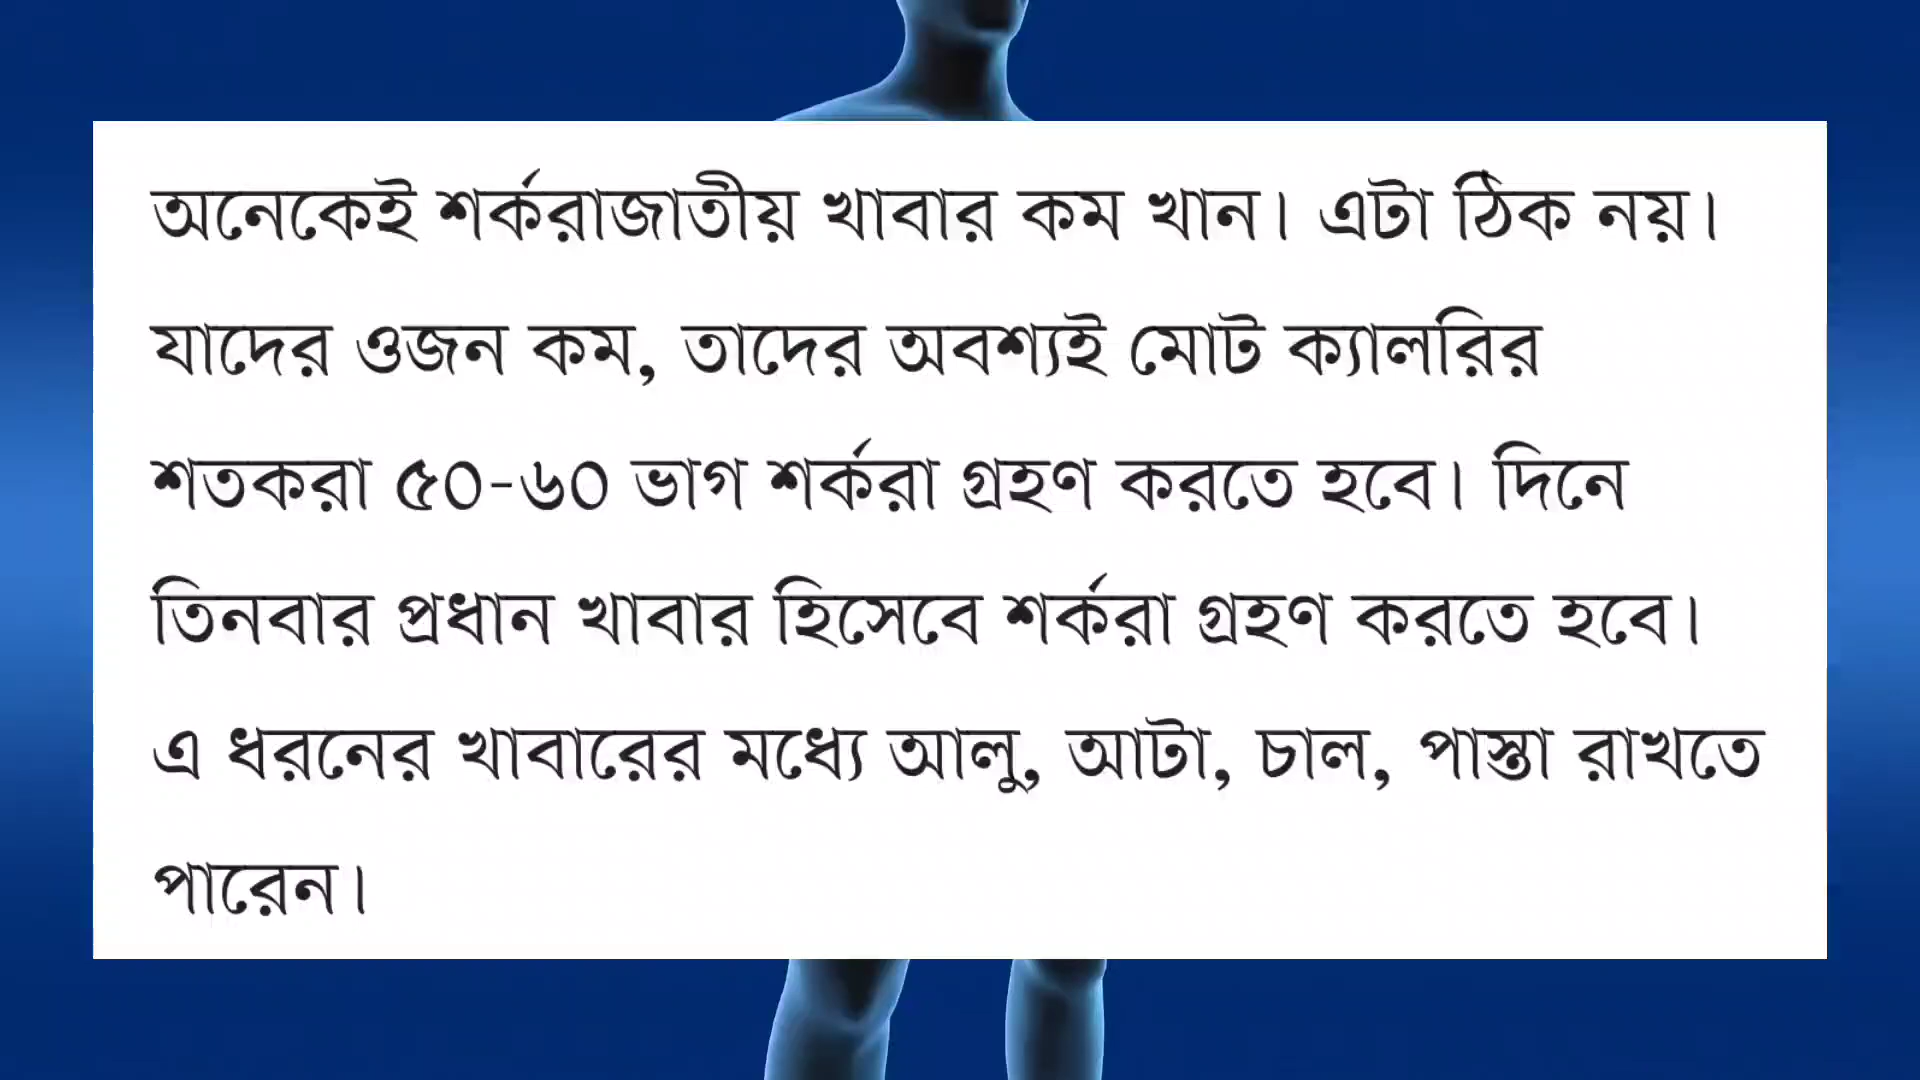 অনেকেই শর্করাজাতীয় খাবার কম খান। এটা ঠিক নয়।
যাদের ওজন কম, তাদের অবশ্যই মোট ক্যালরির
শতকরা ৫০-৬০ ভাগ শর্করা গ্রহণ করতে হবে। দিনে
তিনবার প্রধান খাবার হিসেবে শর্করা গ্রহণ করতে হবে।
এ ধরনের খাবারের মধ্যে আলু, আটা, চাল, পাস্তা রাখতে
পারেন।